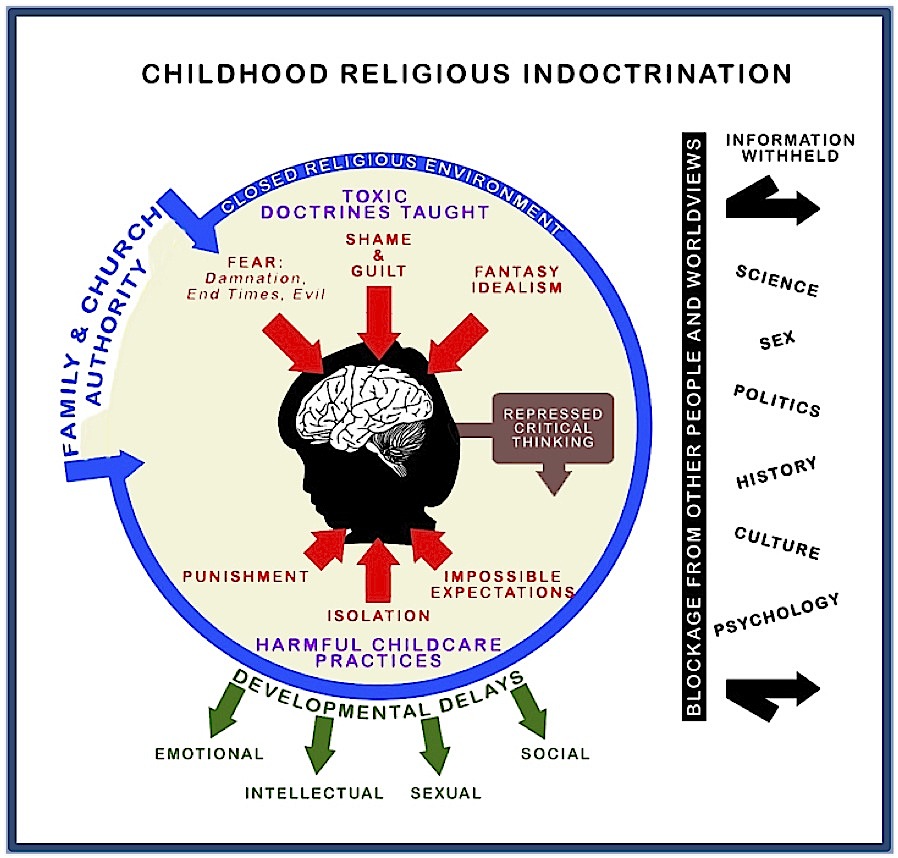 CHILDHOOD RELIGIOUS INDOCTRINATION
CLOSED RELIGIOUS ENVIRONMENT
FAMILY & CHURCH
AUTHORITY
TOXIC
DOCTRINES TAUGHT
FEAR:
Damnation,
End Times, Evil
SHAME
&
GUILT
FANTASY
IDEALISM
REPRESSED
CRITICAL
THINKING
PUNISHMENT
ISOLATION
IMPOSSIBLE
EXPECTATIONS
HARMFUL CHILDCARE
PRACTICES
DEVELOPMENTAL DELAYS
EMOTIONAL
INTELLECTUAL
SEXUAL
SOCIAL
BLOCKAGE FROM OTHER PEOPLE AND WORLDVIEWS
INFORMATION
WITHHELD
SCIENCE
SEX
POLITICS
HISTORY
CULTURE
PSYCHOLOGY